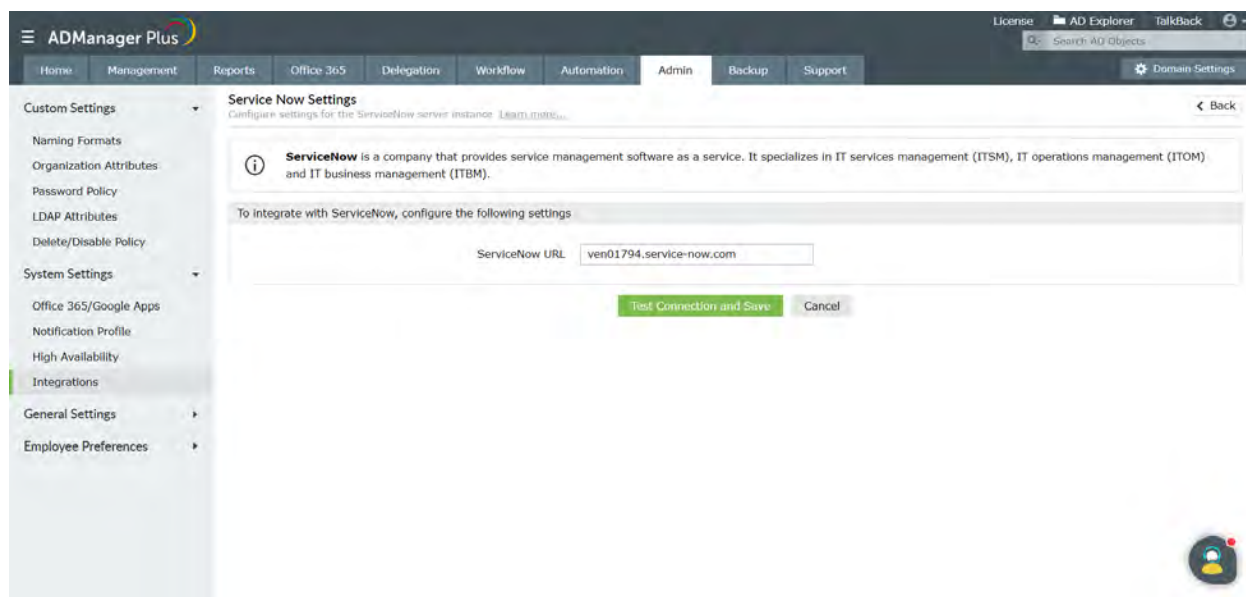 License AD Explorer TalkBack
ADManager Plus
Search AD Objects
Home Management Reports Office 365 Delegation Workflow Automation Admin Backup Support Domain Settings
Custom Settings
Naming Formats
Organization Attributes
Password Policy
LDAP Attributes
Delete/Disable Policy
System Settings
Office 365/Google Apps
Notification Profile
High Availability
Integrations
General Settings
Employee Preferences
Service Now Settings
Configure settings for the ServiceNow server instance Learn more...
Back
ServiceNow is a company that provides service management software as a service. It specializes in IT services management (ITSM), IT operations management (ITOM)
and IT business management (ITBM).
To integrate with ServiceNow, configure the following settings
ServiceNow URL ven01794.service-now.com
Test Connection and Save Cancel